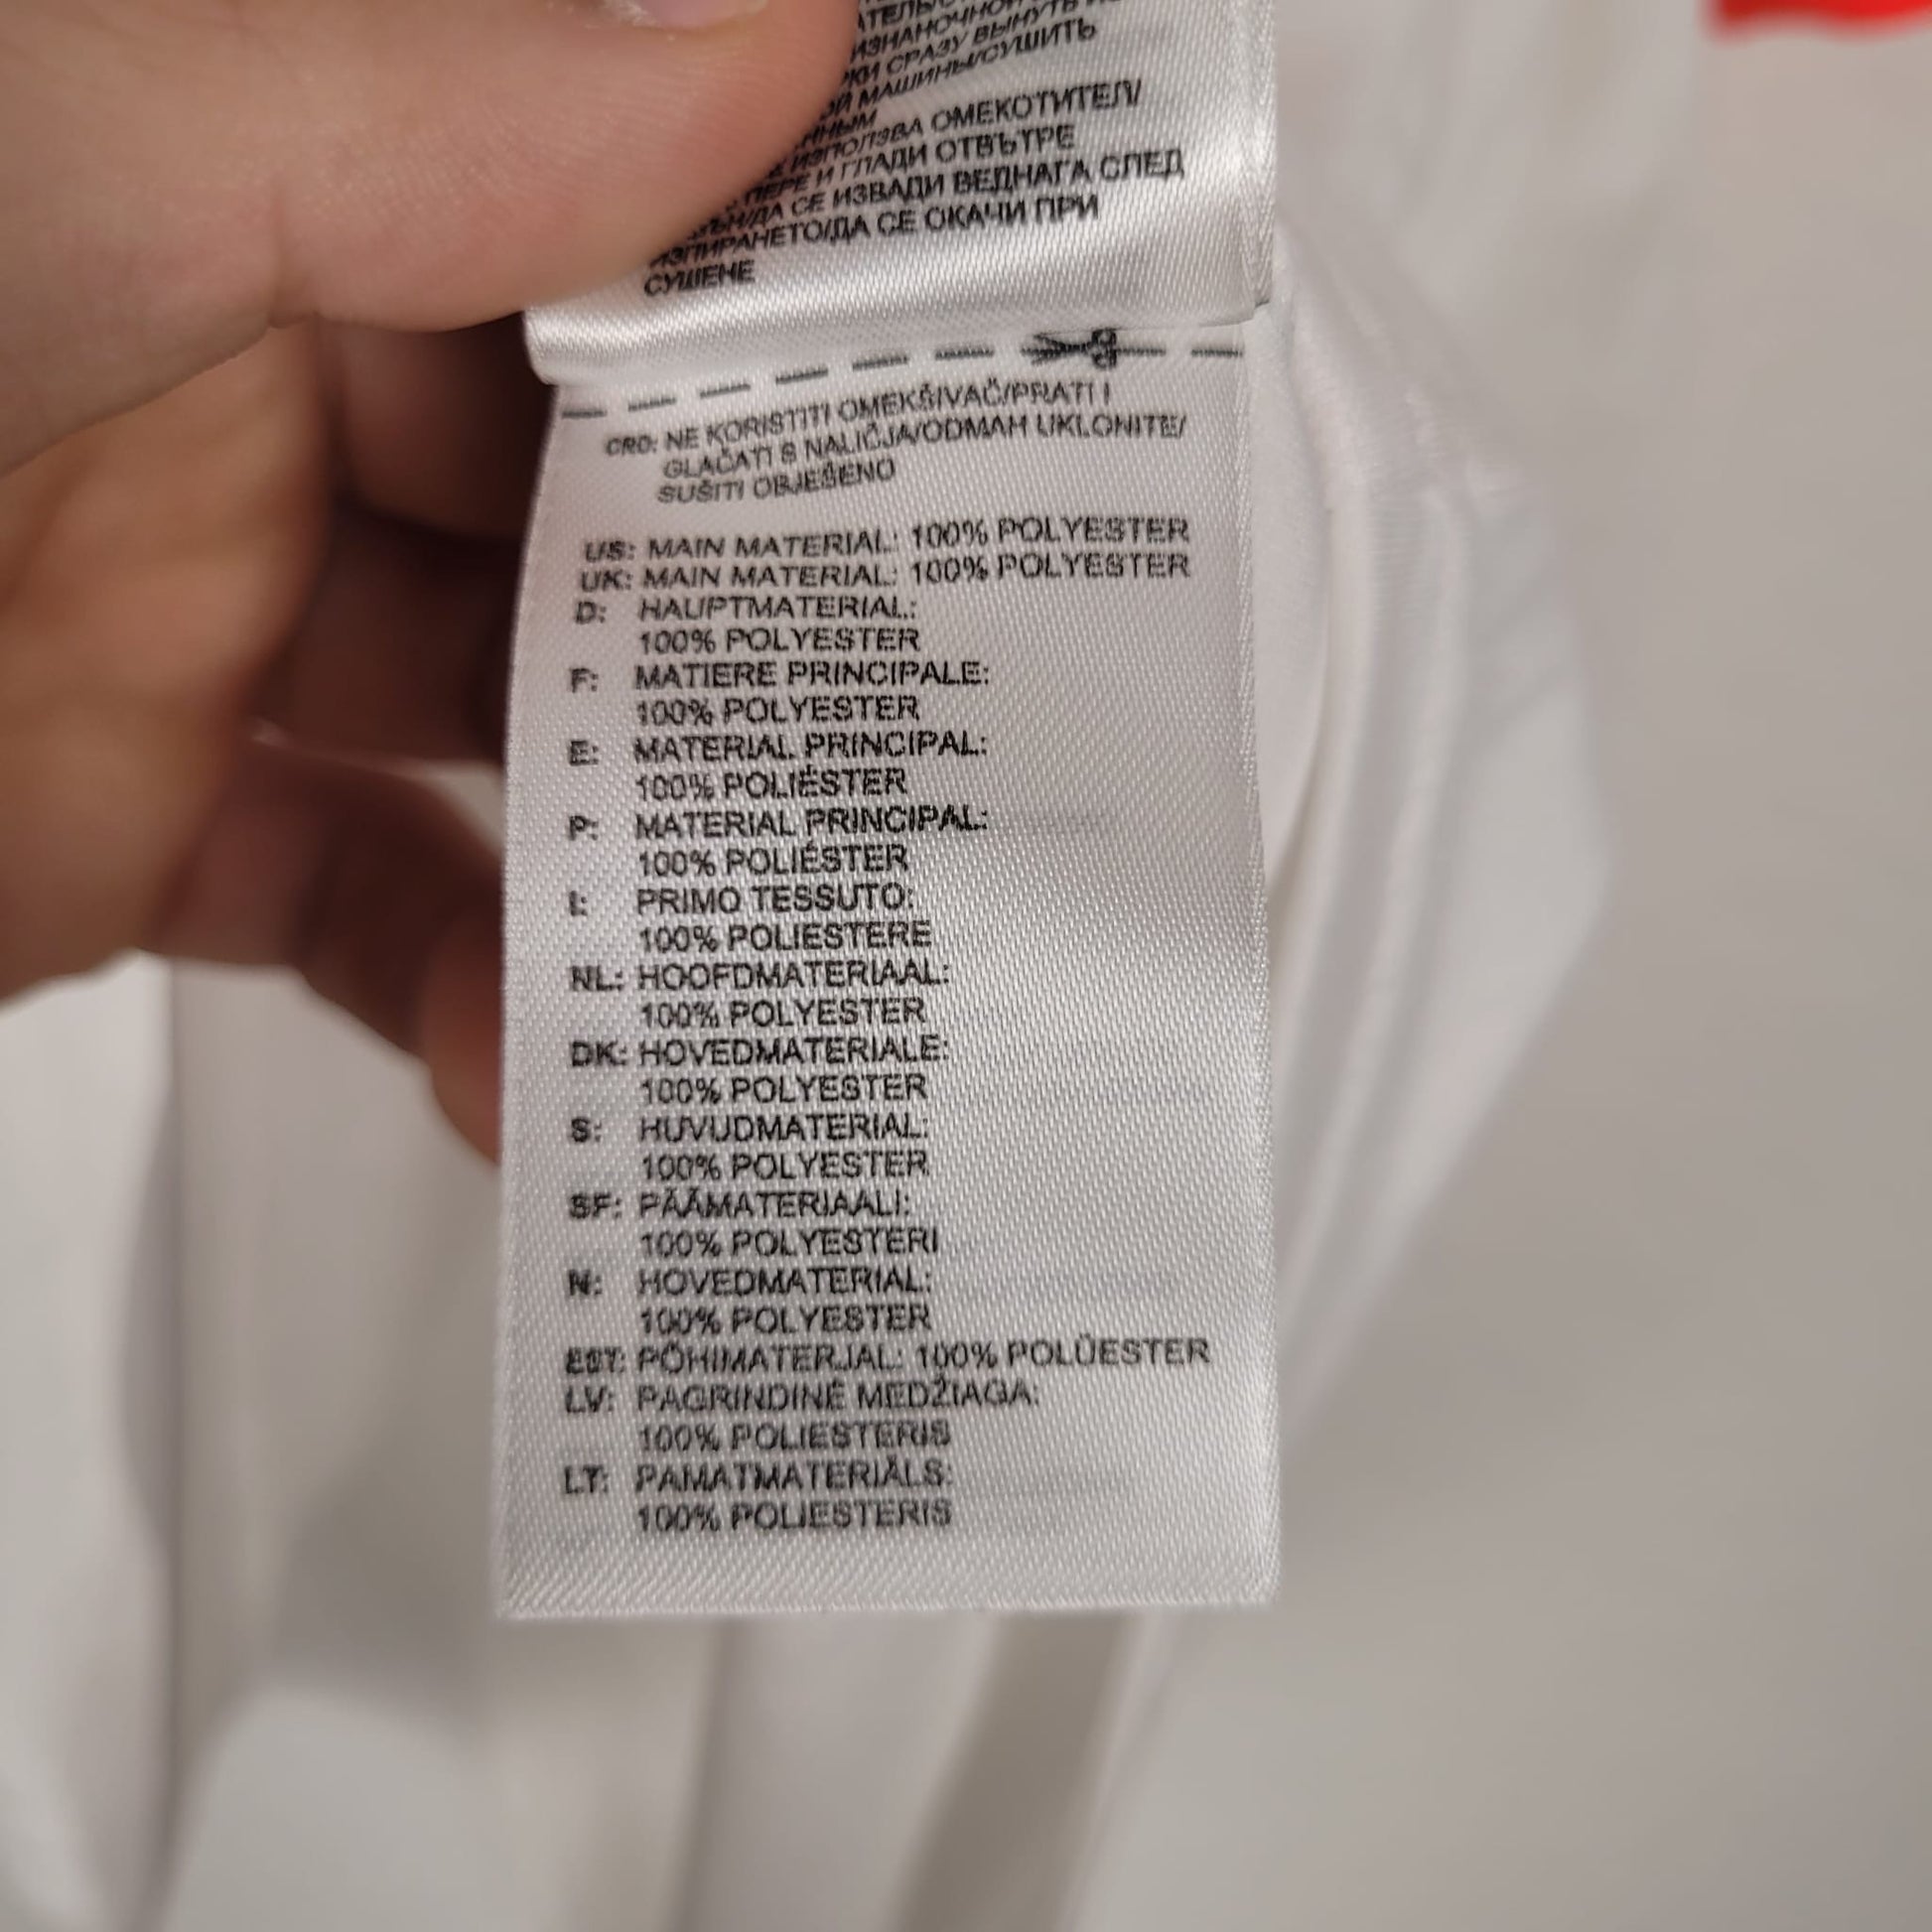 ИЗНАНОЧНОЙ
СРАЗУ ВЫНУТЬ
МАШИНЫ/СУШИТЬ
ИЗПОЛЗВА ОМЕКОТИТЕЛ/
ПЕРЕ И ГЛАДИ ОТВЪТРЕ
СЕ ИЗВАДИ ВЕДНАГА СЛЕД
ИЗПИРАНЕТО/ДА СЕ ОКАЧИ ПРИ
СУШЕНЕ
CRO: NE KORISTITI OMEKŠIVAČ/PRATI I
GLAČATI S NALIČJA/ODMAH UKLONITE/
SUŠITI OBJEŠENO
US: MAIN MATERIAL: 100% POLYESTER
UK: MAIN MATERIAL: 100% POLYESTER
D: HAUPTMATERIAL:
100% POLYESTER
F: MATIERE PRINCIPALE:
100% POLYESTER
E: MATERIAL PRINCIPAL:
100% POLIÉSTER
P: MATERIAL PRINCIPAL:
100% POLIÉSTER
I: PRIMO TESSUTO:
100% POLIESTERE
NL: HOOFDMATERIAAL:
100% POLYESTER
DK: HOVEDMATERIALE:
100% POLYESTER
S: HUVUDMATERIAL:
100% POLYESTER
SF: PÄÄMATERIAALI:
100% POLYESTERI
N: HOVEDMATERIAL:
100% POLYESTER
EST: PÕHIMATERJAL: 100% POLÜESTER
LV: PAGRINDINĖ MEDŽIAGA:
100% POLIESTERIS
LT: PAMATMATERIĀLS:
100% POLIESTERIS